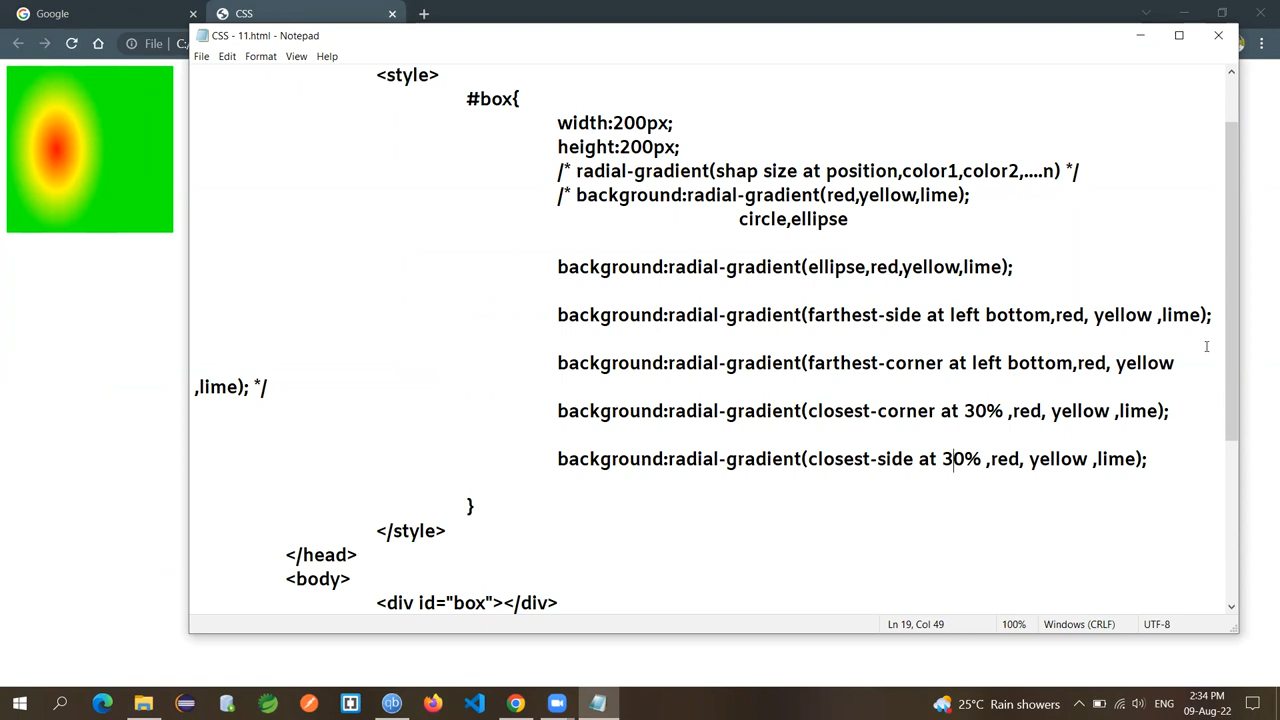 Google
CSS
File
C:/
CSS - 11.html - Notepad
File Edit Format View Help
<style>
#box{
width:200px;
height:200px;
/* radial-gradient(shap size at position,color1,color2,....n) */
/* background:radial-gradient(red,yellow,lime);
circle,ellipse
background:radial-gradient(ellipse,red,yellow,lime);
background:radial-gradient(farthest-side at left bottom,red, yellow ,lime);
background:radial-gradient(farthest-corner at left bottom,red, yellow
,lime); */
background:radial-gradient(closest-corner at 30% ,red, yellow ,lime);
background:radial-gradient(closest-side at 30% ,red, yellow ,lime);
}
</style>
</head>
<body>
<div id="box"></div>
Ln 19, Col 49 100% Windows (CRLF) UTF-8
25°C Rain showers ENG 2:34 PM
09-Aug-22